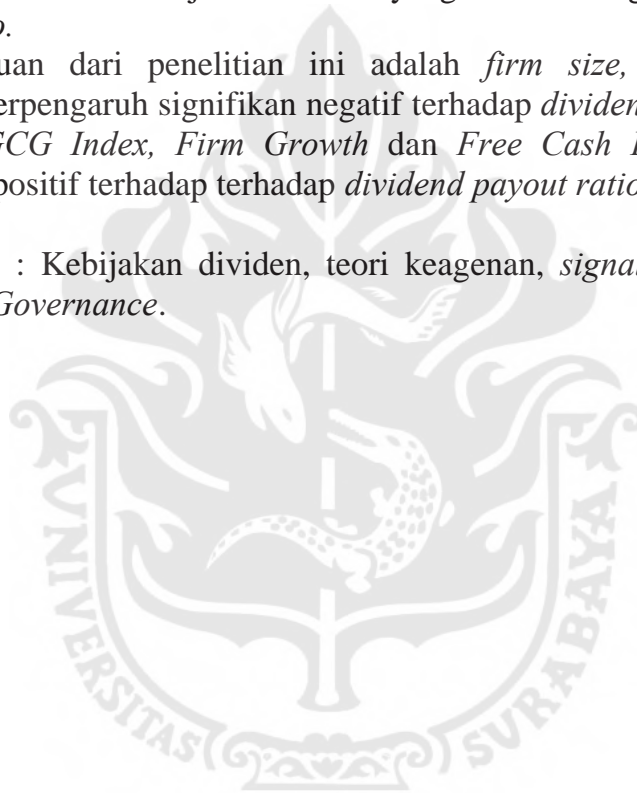 uan dari penelitian ini adalah firm size,
erpengaruh signifikan negatif terhadap dividen
GCG Index, Firm Growth dan Free Cash
positif terhadap terhadap dividend payout ratio
: Kebijakan dividen, teori keagenan, signal
Governance.
UNIVERSITAS SURABAYA